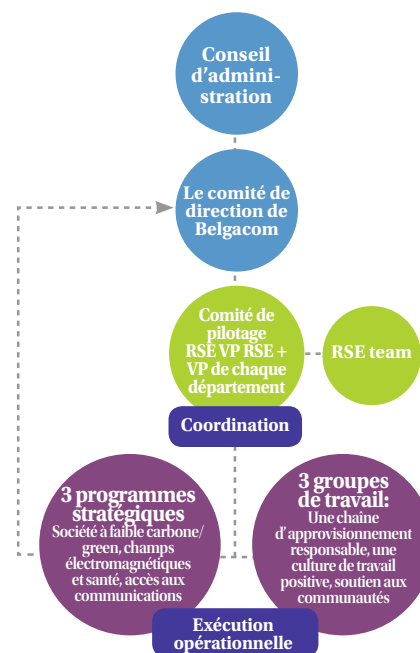 Conseil
d'admini-
stration
Le comité de
direction de
Belgacom
Comité de
pilotage
RSE VP RSE +
VP de chaque
département
RSE team
Coordination
3 programmes
stratégiques
Société à faible carbone/
green, champs
électromagnétiques
et santé, accès aux
communications
3 groupes
de travail:
Une chaîne
d'approvisionnement
responsable, une
culture de travail
positive, soutien aux
communautés
Exécution
opérationnelle